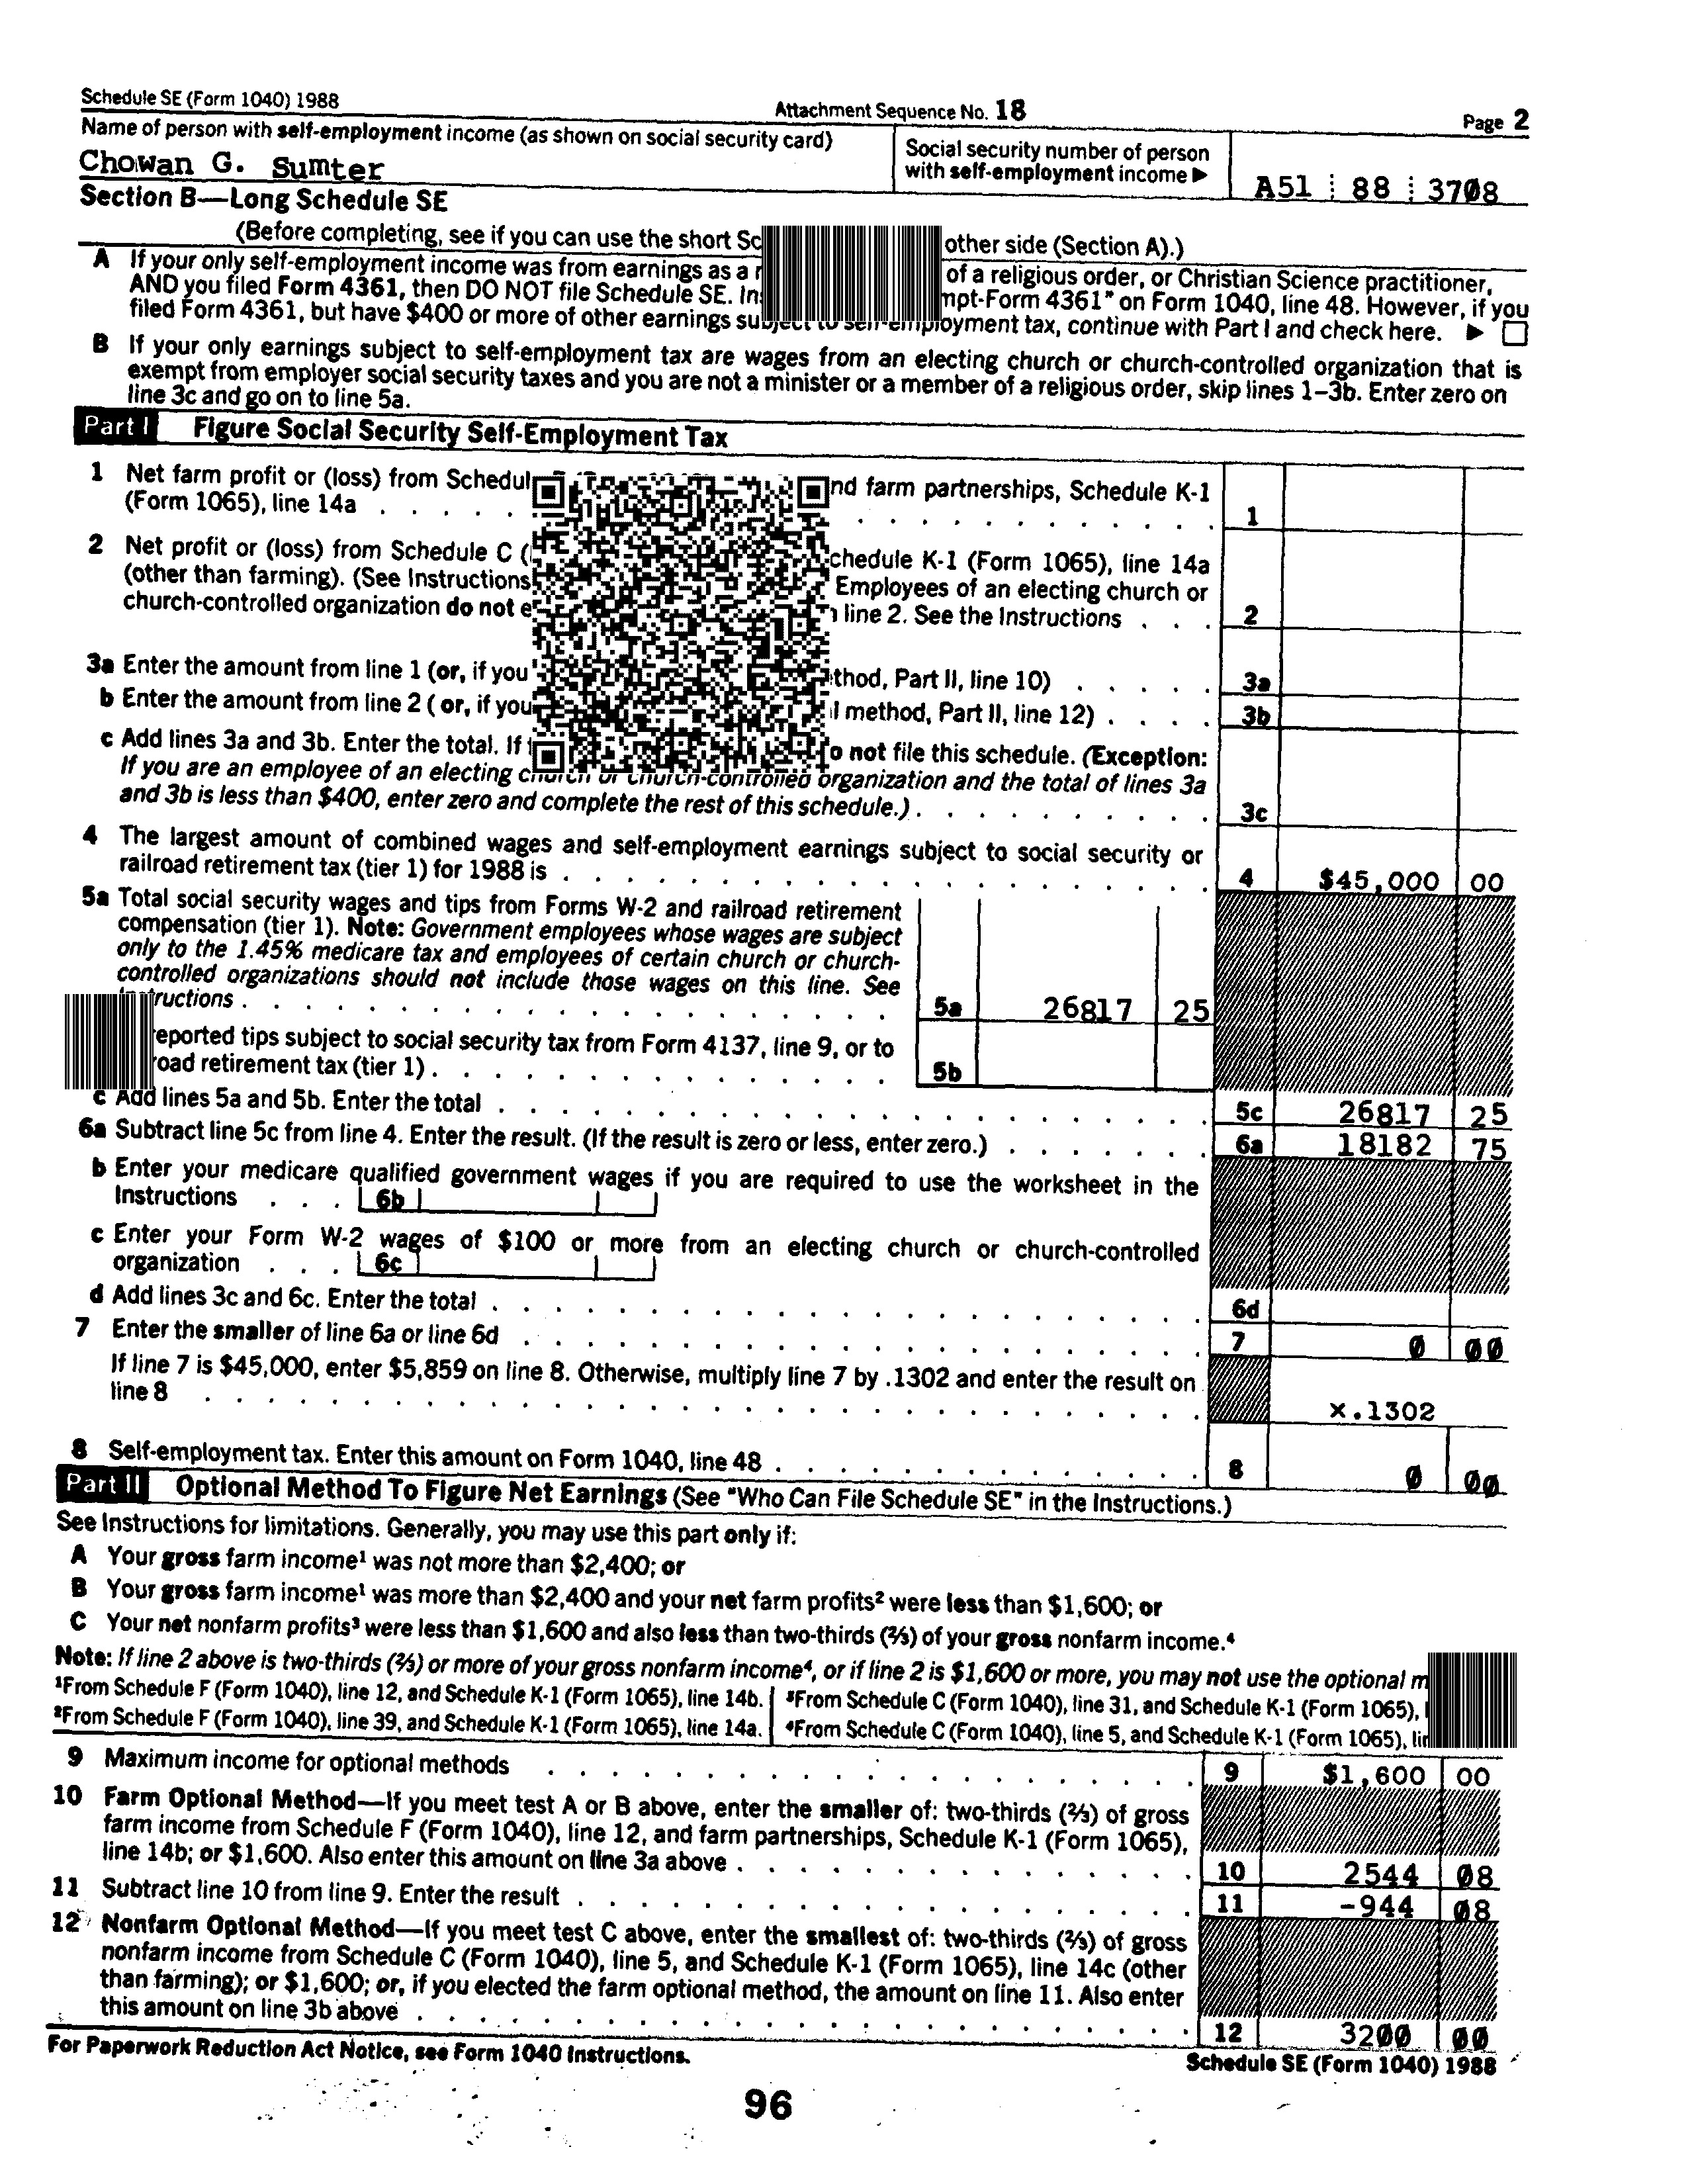 Schedule SE (Form 1040) 1988 Attachment Sequence No. 18 Page 2
Name of person with self-employment income (as shown on social security card)
Chowan G. Sumter
Social security number of person
with self-employment income ▶
A51 88 3708
Section B—Long Schedule SE
(Before completing, see if you can use the short other side (Section A).)
A If your only self-employment income was from earnings as a of a religious order, or Christian Science practitioner,
AND you filed Form 4361, then DO NOT file Schedule SE. Form 4361" on Form 1040, line 48. However, if you
filed Form 4361, but have $400 or more of other earnings subject to self-employment tax, continue with Part I and check here. ▶
B If your only earnings subject to self-employment tax are wages from an electing church or church-controlled organization that is
exempt from employer social security taxes and you are not a minister or a member of a religious order, skip lines 1–3b. Enter zero on
line 3c and go on to line 5a.
Part I Figure Social Security Self-Employment Tax
1 Net farm profit or (loss) from farm partnerships, Schedule K-1
(Form 1065), line 14a . . . . . 1
2 Net profit or (loss) from Schedule C K-1 (Form 1065), line 14a
(other than farming). (See Instructions Employees of an electing church or
church-controlled organization do not line 2. See the Instructions . . . 2
3a Enter the amount from line 1 (or, if you Part II, line 10) . . . . . 3a
b Enter the amount from line 2 ( or, if you method, Part II, line 12) . . . . 3b
c Add lines 3a and 3b. Enter the total. If not file this schedule. (Exception:
If you are an employee of an electing church or church-controlled organization and the total of lines 3a
and 3b is less than $400, enter zero and complete the rest of this schedule.) . . . . . 3c
4 The largest amount of combined wages and self-employment earnings subject to social security or
railroad retirement tax (tier 1) for 1988 is . . . . . 4 $45,000 00
5a Total social security wages and tips from Forms W-2 and railroad retirement
compensation (tier 1). Note: Government employees whose wages are subject
only to the 1.45% medicare tax and employees of certain church or church-
controlled organizations should not include those wages on this line. See
. . . . . 5a 26817 25
tips subject to social security tax from Form 4137, line 9, or to
retirement tax (tier 1) . . . . . 5b
c Add lines 5a and 5b. Enter the total . . . . . 5c 26817 25
6a Subtract line 5c from line 4. Enter the result. (If the result is zero or less, enter zero.) . . . . . 6a 18182 75
b Enter your medicare qualified government wages if you are required to use the worksheet in the
Instructions . . . 6b
c Enter your Form W-2 wages of $100 or more from an electing church or church-controlled
organization . . . 6c
d Add lines 3c and 6c. Enter the total . . . . . 6d
7 Enter the smaller of line 6a or line 6d . . . . . 7 0 00
If line 7 is $45,000, enter $5,859 on line 8. Otherwise, multiply line 7 by .1302 and enter the result on
line 8 . . . . . x.1302
8 Self-employment tax. Enter this amount on Form 1040, line 48 . . . . . 8 0 00
Part II Optional Method To Figure Net Earnings (See "Who Can File Schedule SE" in the Instructions.)
See Instructions for limitations. Generally, you may use this part only if:
A Your gross farm income¹ was not more than $2,400; or
B Your gross farm income¹ was more than $2,400 and your net farm profits² were less than $1,600; or
C Your net nonfarm profits³ were less than $1,600 and also less than two-thirds (⅔) of your gross nonfarm income.⁴
Note: If line 2 above is two-thirds (⅔) or more of your gross nonfarm income⁴, or if line 2 is $1,600 or more, you may not use the optional
¹From Schedule F (Form 1040), line 12, and Schedule K-1 (Form 1065), line 14b.
²From Schedule F (Form 1040), line 39, and Schedule K-1 (Form 1065), line 14a.
³From Schedule C (Form 1040), line 31, and Schedule K-1 (Form 1065),
⁴From Schedule C (Form 1040), line 5, and Schedule K-1 (Form 1065),
9 Maximum income for optional methods . . . . . 9 $1,600 00
10 Farm Optional Method—If you meet test A or B above, enter the smaller of: two-thirds (⅔) of gross
farm income from Schedule F (Form 1040), line 12, and farm partnerships, Schedule K-1 (Form 1065),
line 14b; or $1,600. Also enter this amount on line 3a above . . . . . 10 2544 08
11 Subtract line 10 from line 9. Enter the result . . . . . 11 -944 08
12 Nonfarm Optional Method—If you meet test C above, enter the smallest of: two-thirds (⅔) of gross
nonfarm income from Schedule C (Form 1040), line 5, and Schedule K-1 (Form 1065), line 14c (other
than farming); or $1,600; or, if you elected the farm optional method, the amount on line 11. Also enter
this amount on line 3b above . . . . . 12 3200 00
For Paperwork Reduction Act Notice, see Form 1040 Instructions. Schedule SE (Form 1040) 1988
96